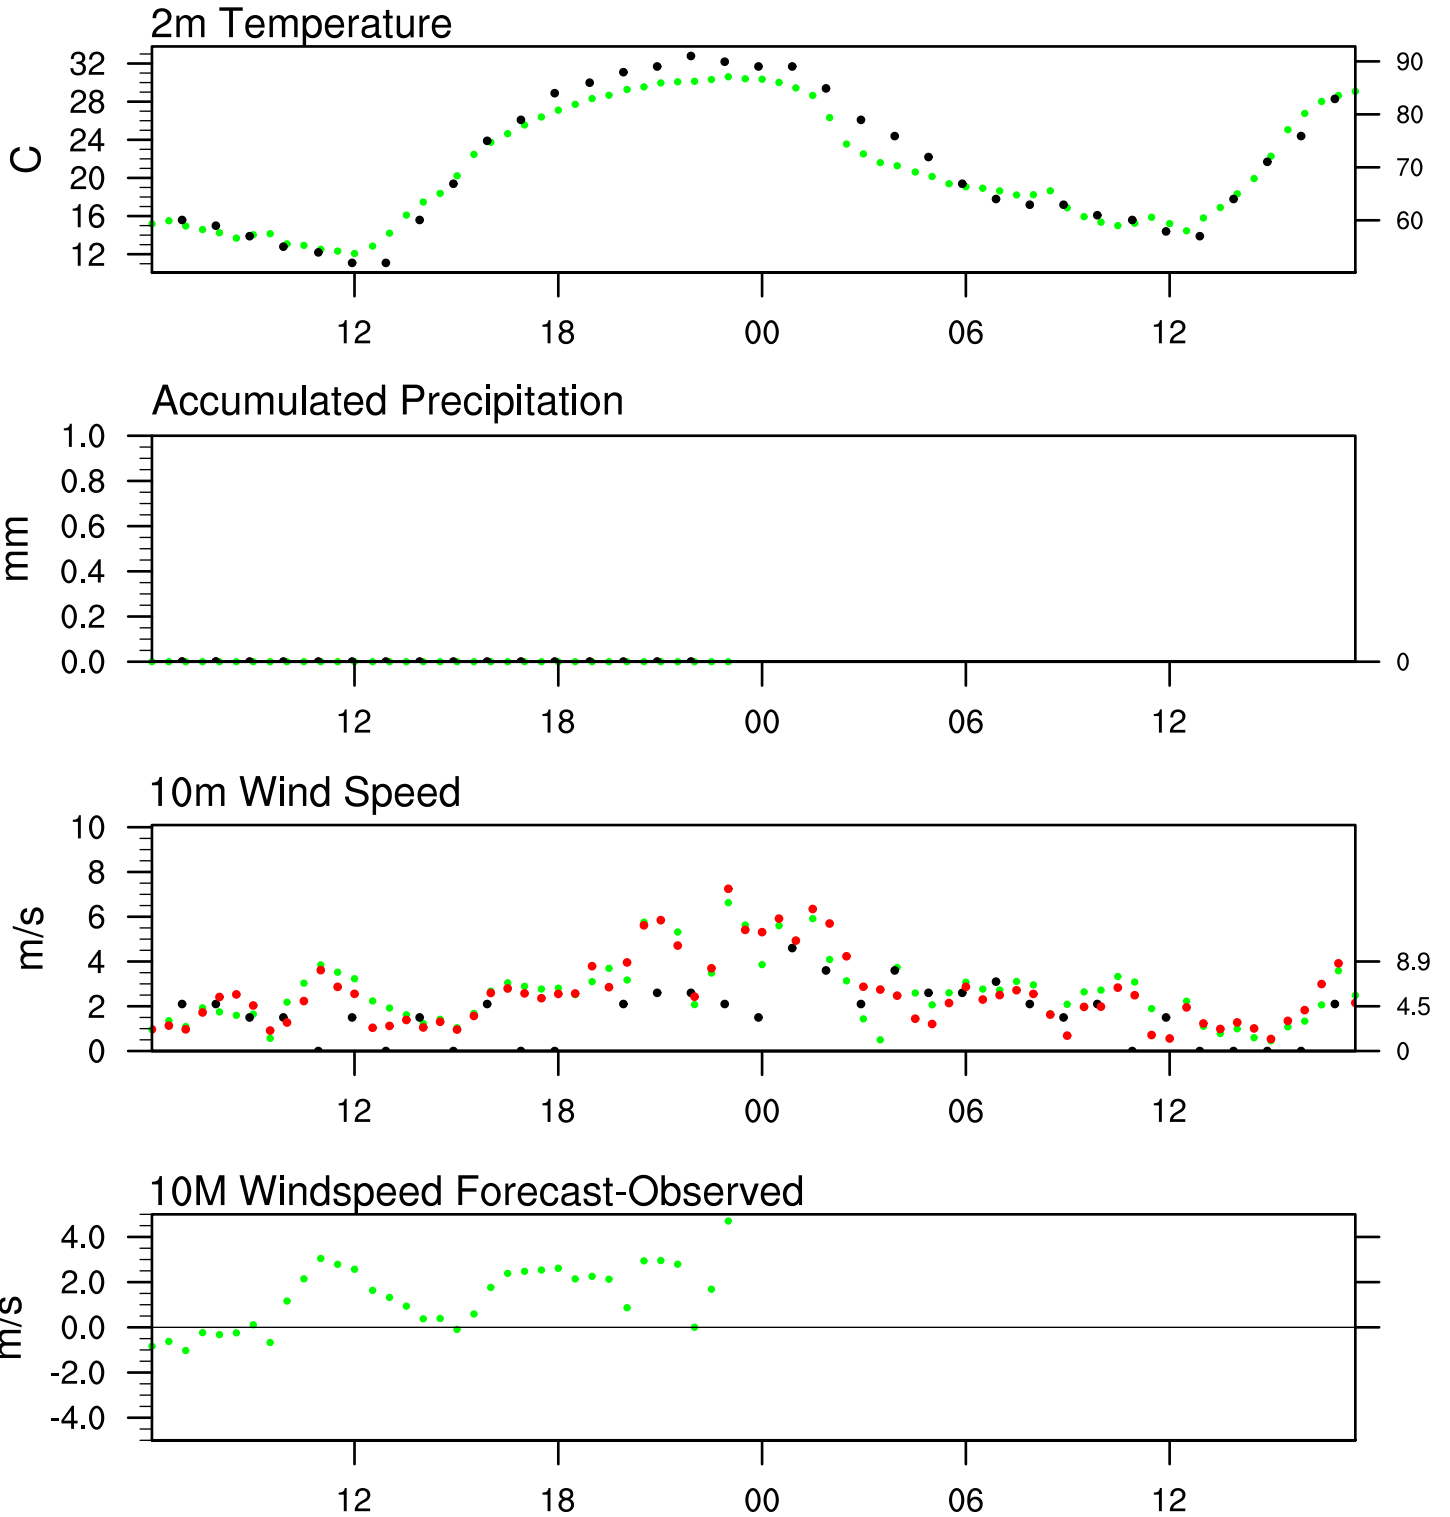 2m Temperature
32
28
24
20
16
12
C
90
80
70
60
12 18 00 06 12
Accumulated Precipitation
1.0
0.8
0.6
0.4
0.2
0.0
mm
0
12 18 00 06 12
10m Wind Speed
10
8
6
4
2
0
m/s
8.9
4.5
0
12 18 00 06 12
10M Windspeed Forecast-Observed
4.0
2.0
0.0
-2.0
-4.0
m/s
12 18 00 06 12